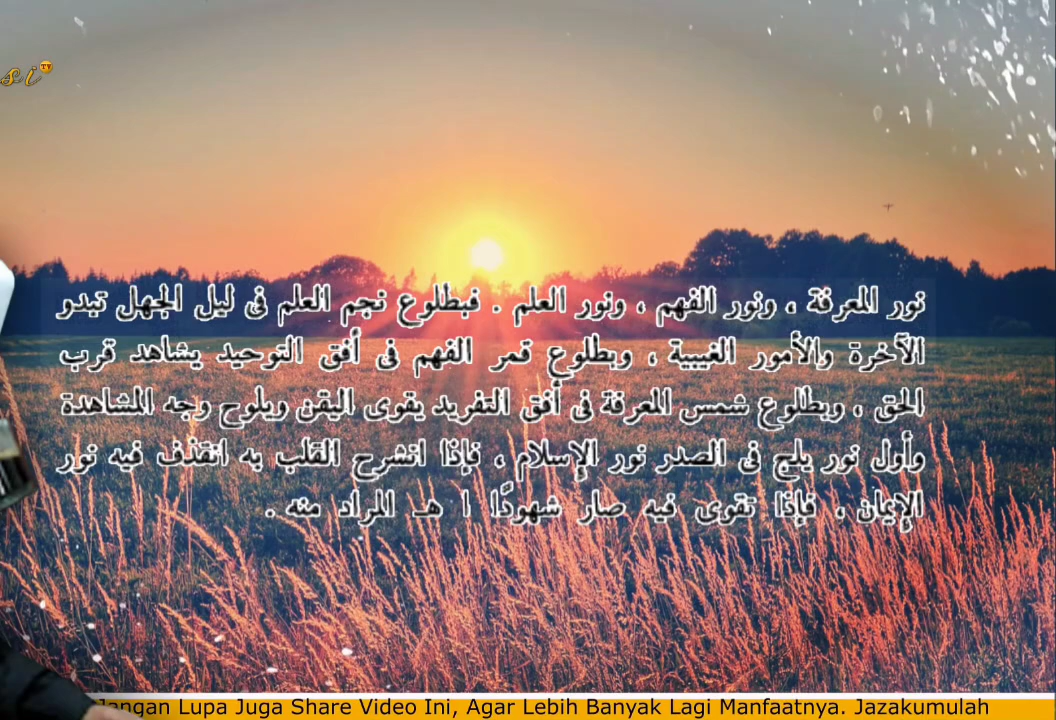 si TV
نور المعرفة ، ونور الفهم ، ونور العلم . فبطلوع نجم العلم فى ليل الجهل تبدو
الآخرة والأمور الغيبية ، وبطلوع قمر الفهم فى أفق التوحيد يشاهد قرب
الحق ، وبطلوع شمس المعرفة فى أفق التفريد يقوى اليقن ويلوح وجه المشاهدة
وأول نور يلج فى الصدر نور الإسلام ، فإذا انشرح القلب به انقذف فيه نور
الإيمان ، فإذا تقوى فيه صار شهودًا ا هـ المراد منه .
Jangan Lupa Juga Share Video Ini, Agar Lebih Banyak Lagi Manfaatnya. Jazakumulah